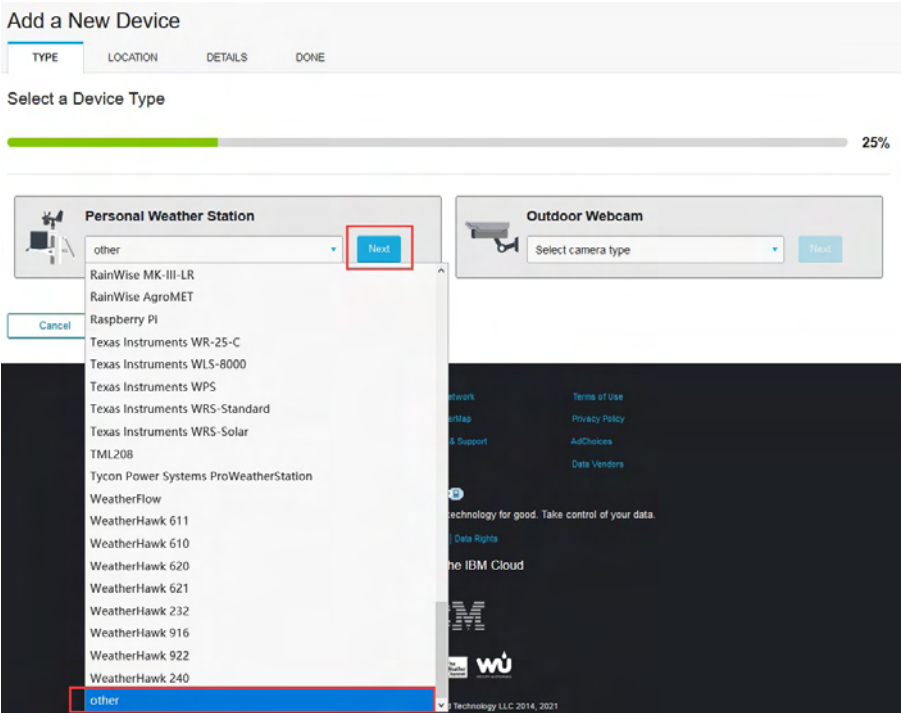 Add a New Device
TYPE LOCATION DETAILS DONE
Select a Device Type
25%
Personal Weather Station
other
Next
Outdoor Webcam
Select camera type
Next
RainWise MK-III-LR
RainWise AgroMET
Raspberry Pi
Texas Instruments WR-25-C
Texas Instruments WLS-8000
Texas Instruments WPS
Texas Instruments WRS-Standard
Texas Instruments WRS-Solar
TML208
Tycon Power Systems ProWeatherStation
WeatherFlow
WeatherHawk 611
WeatherHawk 610
WeatherHawk 620
WeatherHawk 621
WeatherHawk 232
WeatherHawk 916
WeatherHawk 922
WeatherHawk 240
other
Cancel
& Support
Terms of Use
Privacy Policy
AdChoices
Data Vendors
technology for good. Take control of your data.
| Data Rights
he IBM Cloud
wu
Technology LLC 2014, 2021